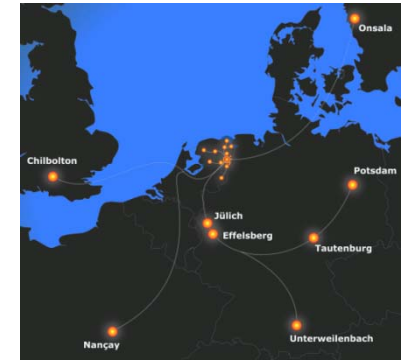 Onsala
Chilbolton
Potsdam
Jülich
Effelsberg
Tautenburg
Nançay
Unterweilenbach